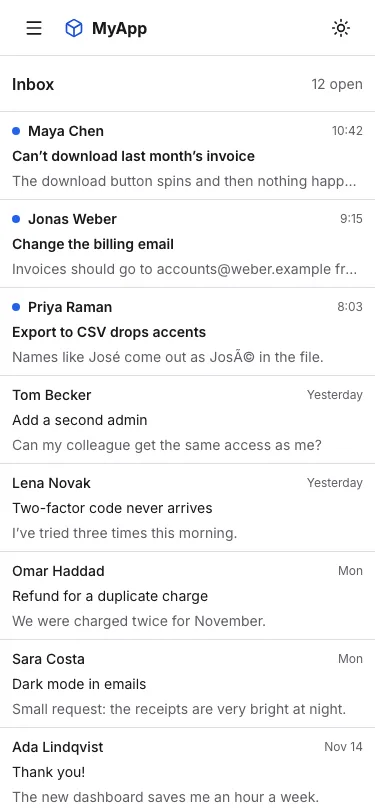 MyApp
Inbox 12 open
Maya Chen 10:42
Can’t download last month’s invoice
The download button spins and then nothing happ…
Jonas Weber 9:15
Change the billing email
Invoices should go to accounts@weber.example fr…
Priya Raman 8:03
Export to CSV drops accents
Names like José come out as JosÃ© in the file.
Tom Becker Yesterday
Add a second admin
Can my colleague get the same access as me?
Lena Novak Yesterday
Two-factor code never arrives
I’ve tried three times this morning.
Omar Haddad Mon
Refund for a duplicate charge
We were charged twice for November.
Sara Costa Mon
Dark mode in emails
Small request: the receipts are very bright at night.
Ada Lindqvist Nov 14
Thank you!
The new dashboard saves me an hour a week.